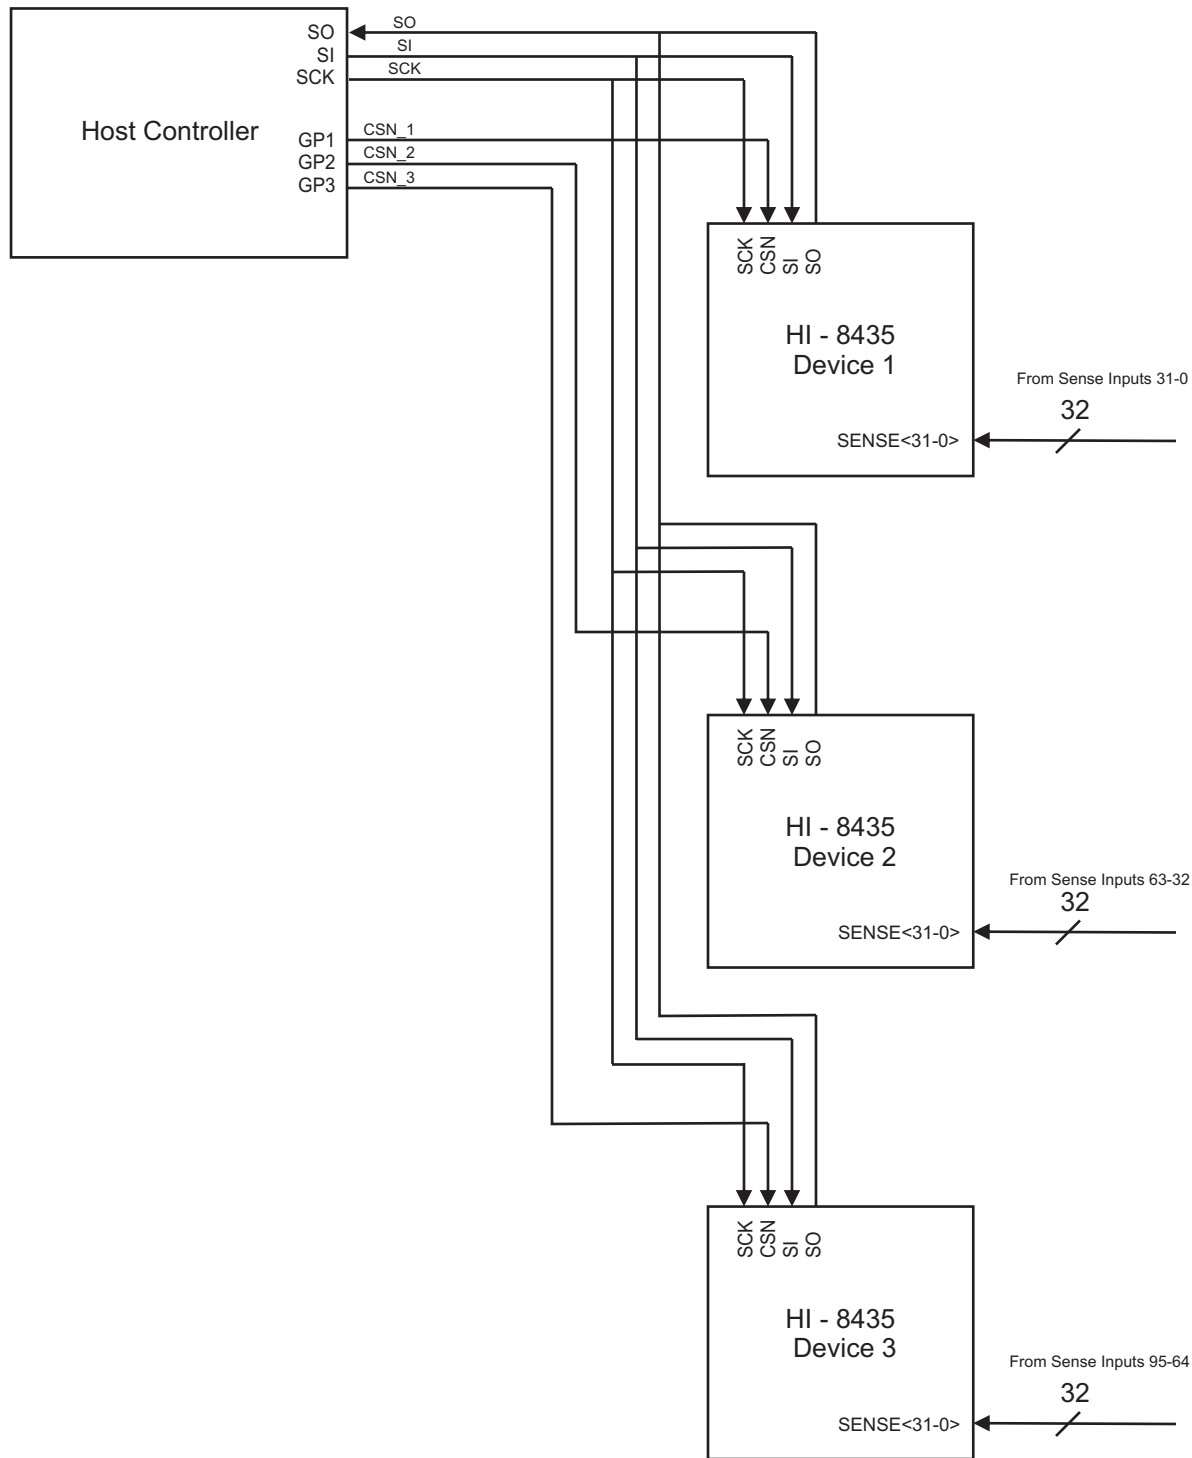 SO
SI
SCK
Host Controller
GP1
GP2
GP3
SO
SI
SCK
CSN_1
CSN_2
CSN_3
SCK
CSN
SI
SO
HI - 8435
Device 1
SENSE<31-0>
From Sense Inputs 31-0
32
SCK
CSN
SI
SO
HI - 8435
Device 2
SENSE<31-0>
From Sense Inputs 63-32
32
SCK
CSN
SI
SO
HI - 8435
Device 3
SENSE<31-0>
From Sense Inputs 95-64
32